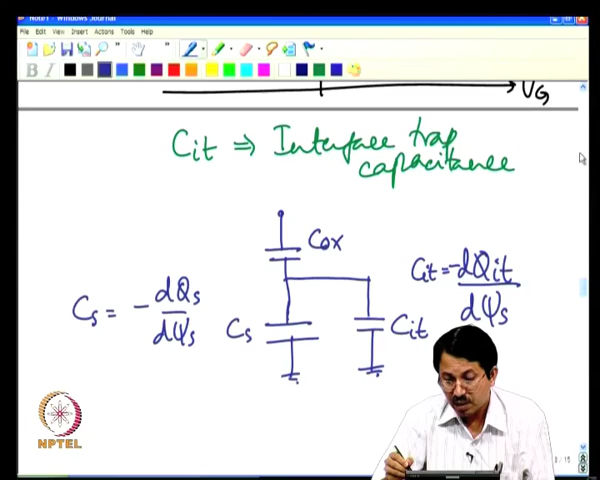 Note1 - Windows Journal
File Edit View Insert Actions Tools Help
B I
VG
Cit ⇒ Interface trap
capacitance
Cox
Cs = - dQs
dψs
Cs
Cit
Cit = - dQit
dψs
NPTEL